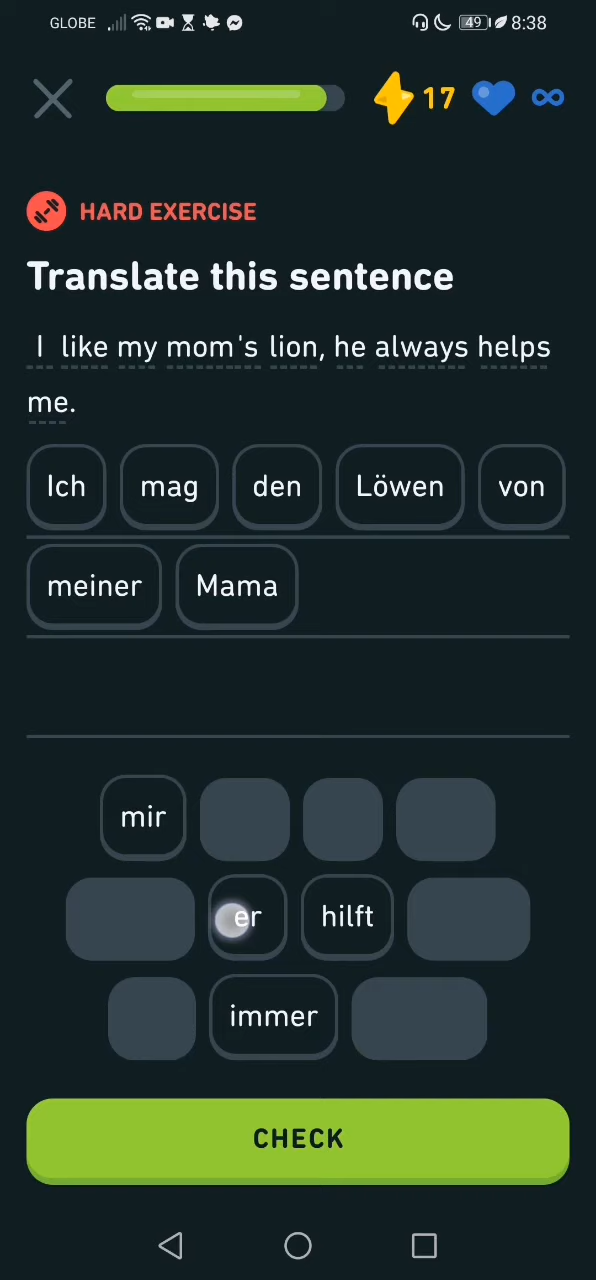 GLOBE 49 8:38
17
HARD EXERCISE
Translate this sentence
I like my mom's lion, he always helps
me.
Ich mag den Löwen von
meiner Mama
mir
er hilft
immer
CHECK